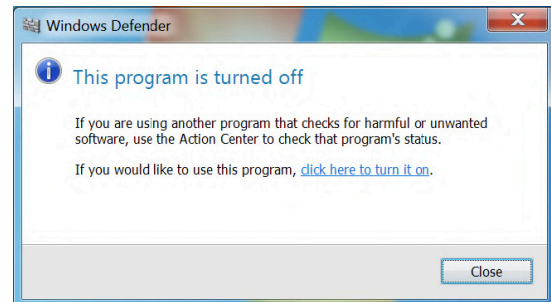 Windows Defender
This program is turned off
If you are using another program that checks for harmful or unwanted
software, use the Action Center to check that program's status.
If you would like to use this program, click here to turn it on.
Close